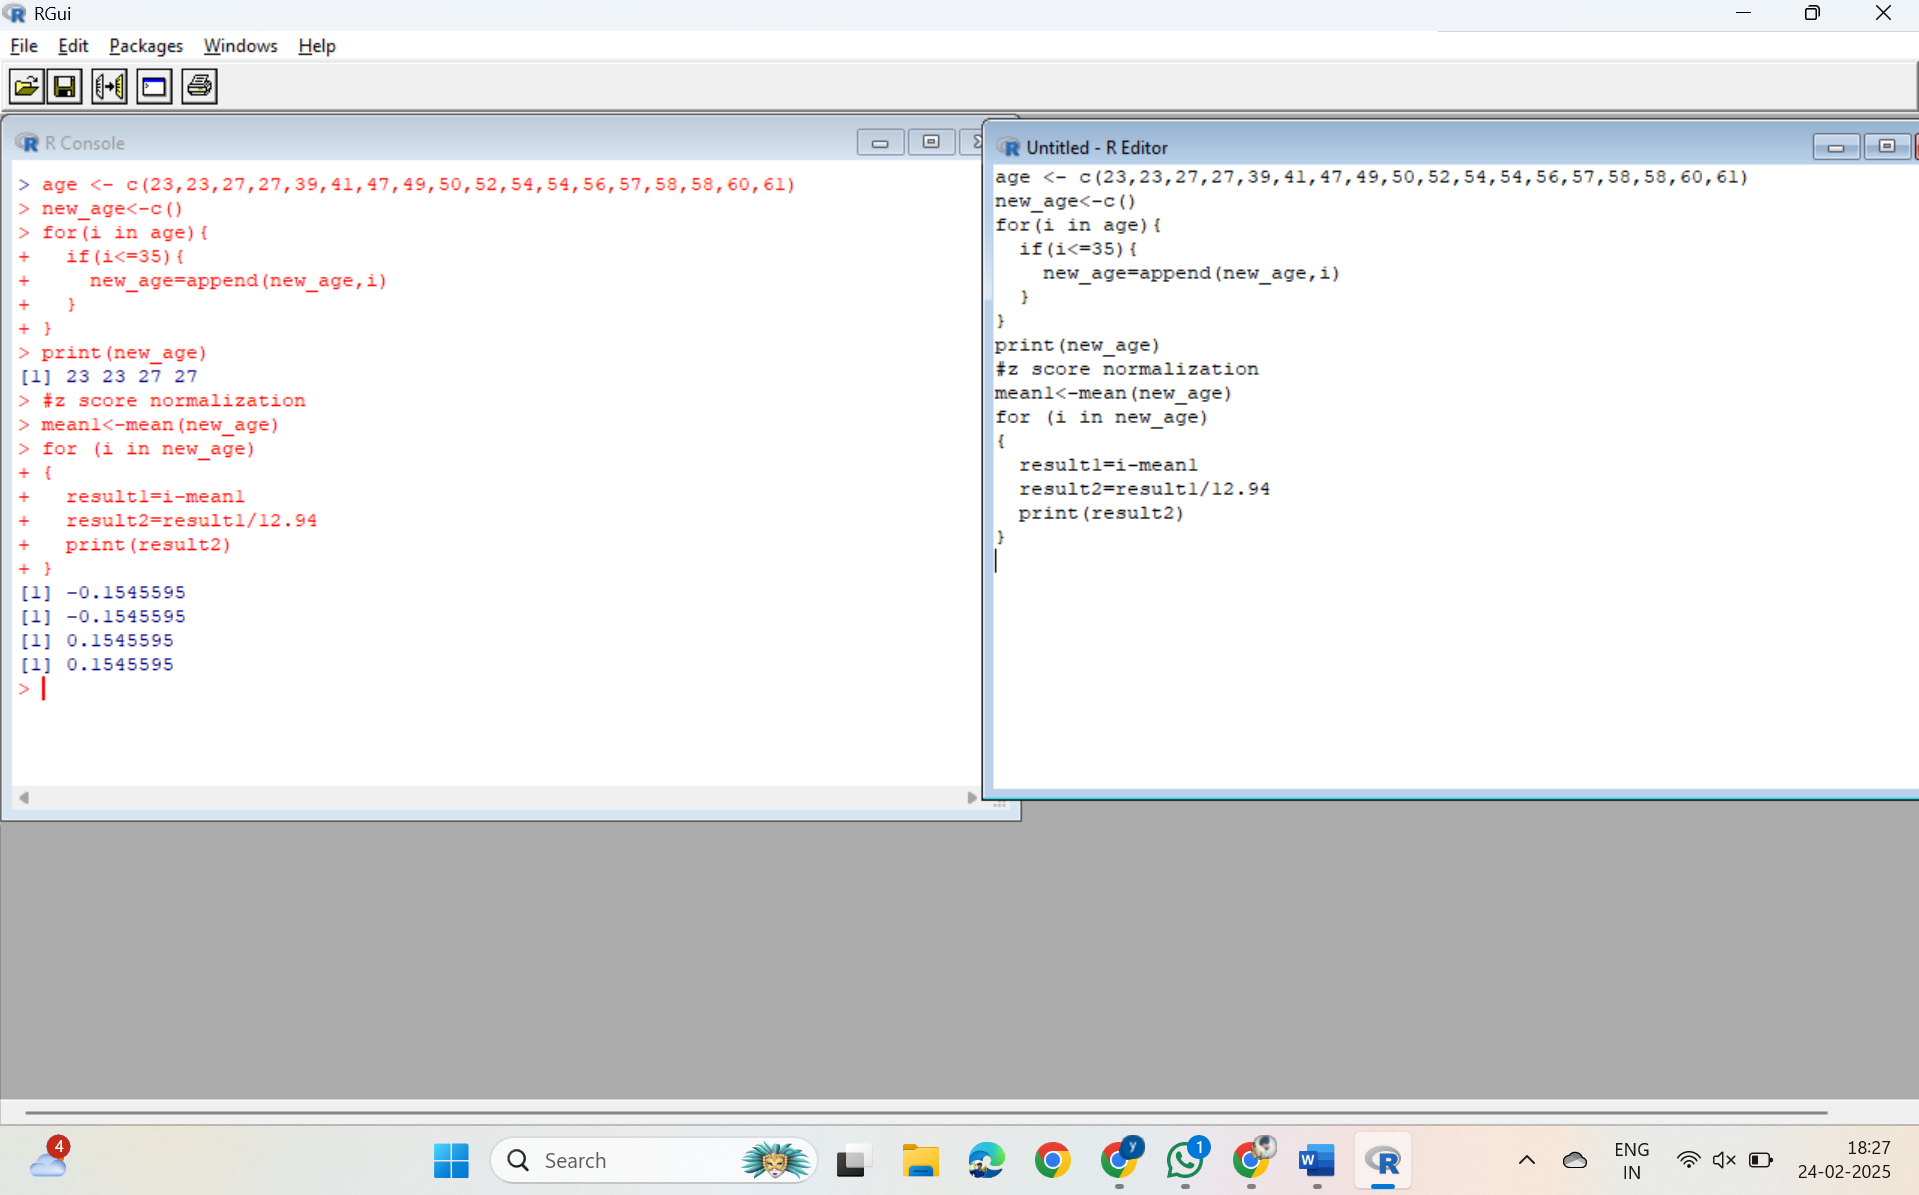 RGui
File Edit Packages Windows Help
R Console
> age <- c(23,23,27,27,39,41,47,49,50,52,54,54,56,57,58,58,60,61)
> new_age<-c()
> for(i in age){
+   if(i<=35){
+     new_age=append(new_age,i)
+   }
+ }
> print(new_age)
[1] 23 23 27 27
> #z score normalization
> mean1<-mean(new_age)
> for (i in new_age)
+ {
+   result1=i-mean1
+   result2=result1/12.94
+   print(result2)
+ }
[1] -0.1545595
[1] -0.1545595
[1] 0.1545595
[1] 0.1545595
>
Untitled - R Editor
age <- c(23,23,27,27,39,41,47,49,50,52,54,54,56,57,58,58,60,61)
new_age<-c()
for(i in age){
  if(i<=35){
    new_age=append(new_age,i)
  }
}
print(new_age)
#z score normalization
mean1<-mean(new_age)
for (i in new_age)
{
  result1=i-mean1
  result2=result1/12.94
  print(result2)
}
4
Search
y
1
W
R
ENG
IN
18:27
24-02-2025